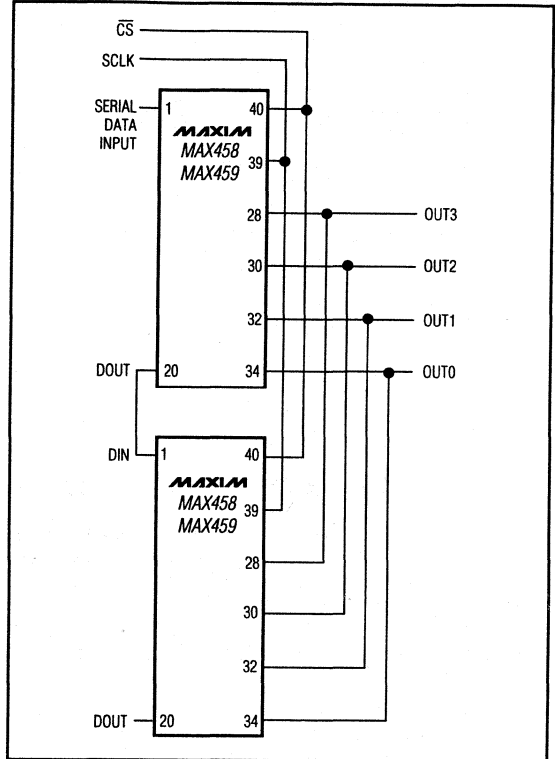 CS
SCLK
SERIAL
DATA
INPUT
1
40
MAXIM
MAX458
MAX459
39
28
OUT3
30
OUT2
32
OUT1
DOUT
20
34
OUT0
DIN
1
40
MAXIM
MAX458
MAX459
39
28
30
32
DOUT
20
34